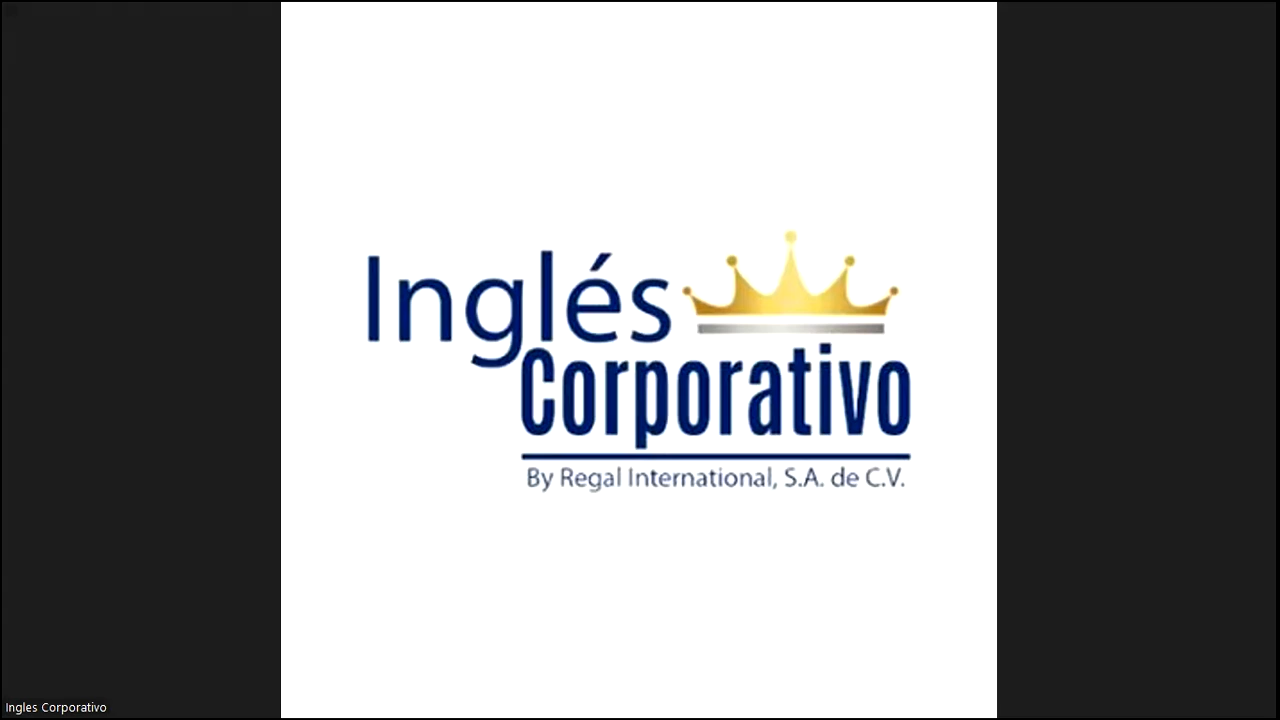 Inglés
Corporativo
By Regal International, S.A. de C.V.
Ingles Corporativo